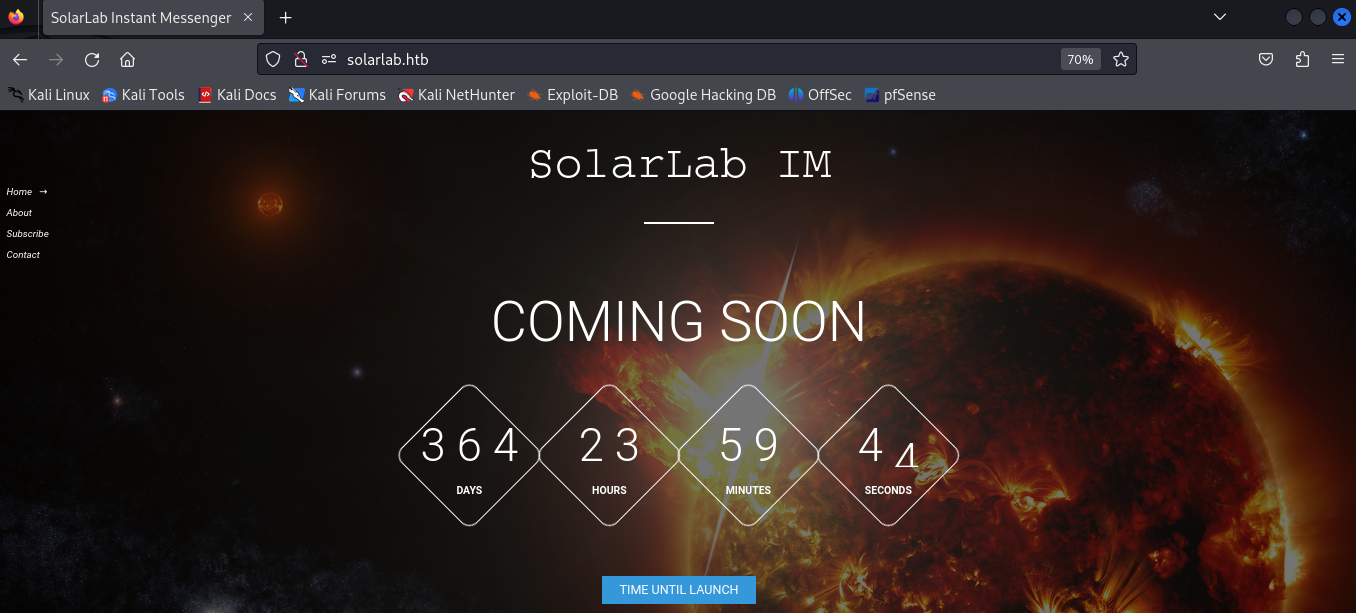 SolarLab Instant Messenger
solarlab.htb
70%
Kali Linux Kali Tools Kali Docs Kali Forums Kali NetHunter Exploit-DB Google Hacking DB OffSec pfSense
SolarLab IM
Home →
About
Subscribe
Contact
COMING SOON
364 23 59 44
DAYS HOURS MINUTES SECONDS
TIME UNTIL LAUNCH